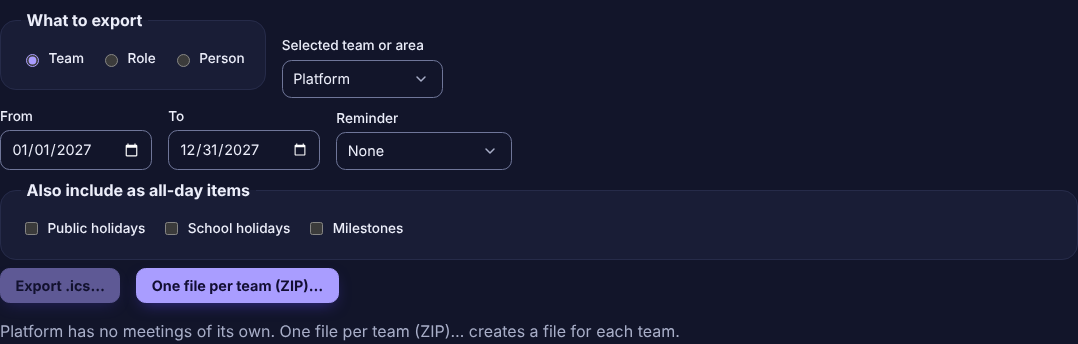 What to export
Team Role Person
Selected team or area
Platform
From To Reminder
01/01/2027 12/31/2027 None
Also include as all-day items
Public holidays School holidays Milestones
Export .ics... One file per team (ZIP)...
Platform has no meetings of its own. One file per team (ZIP)... creates a file for each team.